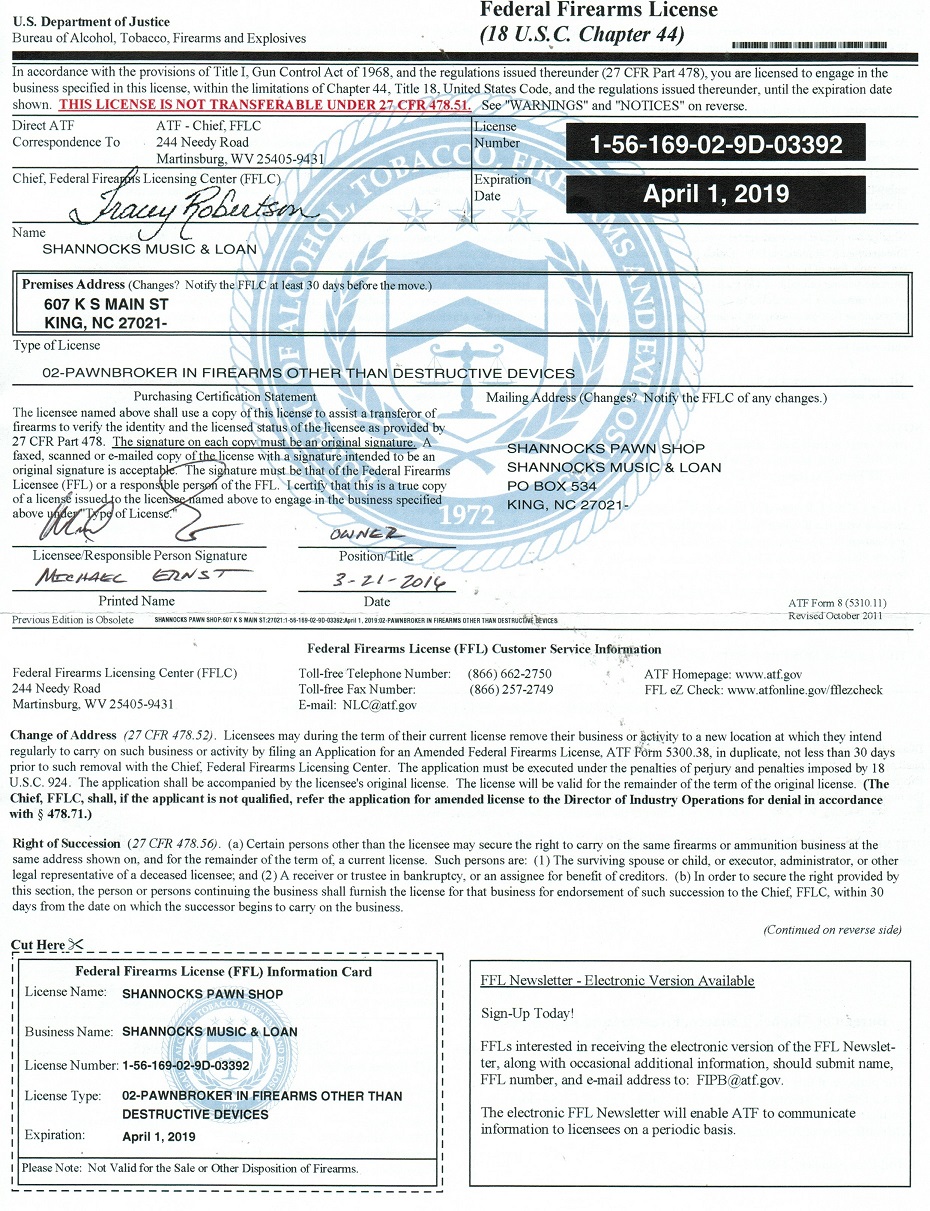 U.S. Department of Justice
Bureau of Alcohol, Tobacco, Firearms and Explosives
Federal Firearms License
(18 U.S.C. Chapter 44)
In accordance with the provisions of Title I, Gun Control Act of 1968, and the regulations issued thereunder (27 CFR Part 478), you are licensed to engage in the
business specified in this license, within the limitations of Chapter 44, Title 18, United States Code, and the regulations issued thereunder, until the expiration date
shown. THIS LICENSE IS NOT TRANSFERABLE UNDER 27 CFR 478.51. See "WARNINGS" and "NOTICES" on reverse.
Direct ATF
Correspondence To
ATF - Chief, FFLC
244 Needy Road
Martinsburg, WV 25405-9431
License
Number
1-56-169-02-9D-03392
Chief, Federal Firearms Licensing Center (FFLC)
Tracey Robertson
Expiration
Date
April 1, 2019
Name
SHANNOCKS MUSIC & LOAN
Premises Address (Changes? Notify the FFLC at least 30 days before the move.)
607 K S MAIN ST
KING, NC 27021-
Type of License
02-PAWNBROKER IN FIREARMS OTHER THAN DESTRUCTIVE DEVICES
Purchasing Certification Statement
The licensee named above shall use a copy of this license to assist a transferor of
firearms to verify the identity and the licensed status of the licensee as provided by
27 CFR Part 478. The signature on each copy must be an original signature. A
faxed, scanned or e-mailed copy of the license with a signature intended to be an
original signature is acceptable. The signature must be that of the Federal Firearms
Licensee (FFL) or a responsible person of the FFL. I certify that this is a true copy
of a license issued to the licensee named above to engage in the business specified
above under "Type of License."
Mailing Address (Changes? Notify the FFLC of any changes.)
SHANNOCKS PAWN SHOP
SHANNOCKS MUSIC & LOAN
PO BOX 534
KING, NC 27021-
1972
OWNER
Licensee/Responsible Person Signature
Position/Title
MICHAEL ERNST
3-21-2016
Printed Name
Date
ATF Form 8 (5310.11)
Revised October 2011
Previous Edition is Obsolete
SHANNOCKS PAWN SHOP:607 K S MAIN ST:27021:1-56-169-02-9D-03392:April 1, 2019:02-PAWNBROKER IN FIREARMS OTHER THAN DESTRUCTIVE DEVICES
Federal Firearms License (FFL) Customer Service Information
Federal Firearms Licensing Center (FFLC)
244 Needy Road
Martinsburg, WV 25405-9431
Toll-free Telephone Number: (866) 662-2750
Toll-free Fax Number: (866) 257-2749
E-mail: NLC@atf.gov
ATF Homepage: www.atf.gov
FFL eZ Check: www.atfonline.gov/fflezcheck
Change of Address (27 CFR 478.52). Licensees may during the term of their current license remove their business or activity to a new location at which they intend
regularly to carry on such business or activity by filing an Application for an Amended Federal Firearms License, ATF Form 5300.38, in duplicate, not less than 30 days
prior to such removal with the Chief, Federal Firearms Licensing Center. The application must be executed under the penalties of perjury and penalties imposed by 18
U.S.C. 924. The application shall be accompanied by the licensee's original license. The license will be valid for the remainder of the term of the original license. (The
Chief, FFLC, shall, if the applicant is not qualified, refer the application for amended license to the Director of Industry Operations for denial in accordance
with § 478.71.)
Right of Succession (27 CFR 478.56). (a) Certain persons other than the licensee may secure the right to carry on the same firearms or ammunition business at the
same address shown on, and for the remainder of the term of, a current license. Such persons are: (1) The surviving spouse or child, or executor, administrator, or other
legal representative of a deceased licensee; and (2) A receiver or trustee in bankruptcy, or an assignee for benefit of creditors. (b) In order to secure the right provided by
this section, the person or persons continuing the business shall furnish the license for that business for endorsement of such succession to the Chief, FFLC, within 30
days from the date on which the successor begins to carry on the business.
(Continued on reverse side)
Cut Here
Federal Firearms License (FFL) Information Card
License Name: SHANNOCKS PAWN SHOP
Business Name: SHANNOCKS MUSIC & LOAN
License Number: 1-56-169-02-9D-03392
License Type: 02-PAWNBROKER IN FIREARMS OTHER THAN
DESTRUCTIVE DEVICES
Expiration: April 1, 2019
Please Note: Not Valid for the Sale or Other Disposition of Firearms.
FFL Newsletter - Electronic Version Available
Sign-Up Today!
FFLs interested in receiving the electronic version of the FFL Newslet-
ter, along with occasional additional information, should submit name,
FFL number, and e-mail address to: FIPB@atf.gov.
The electronic FFL Newsletter will enable ATF to communicate
information to licensees on a periodic basis.